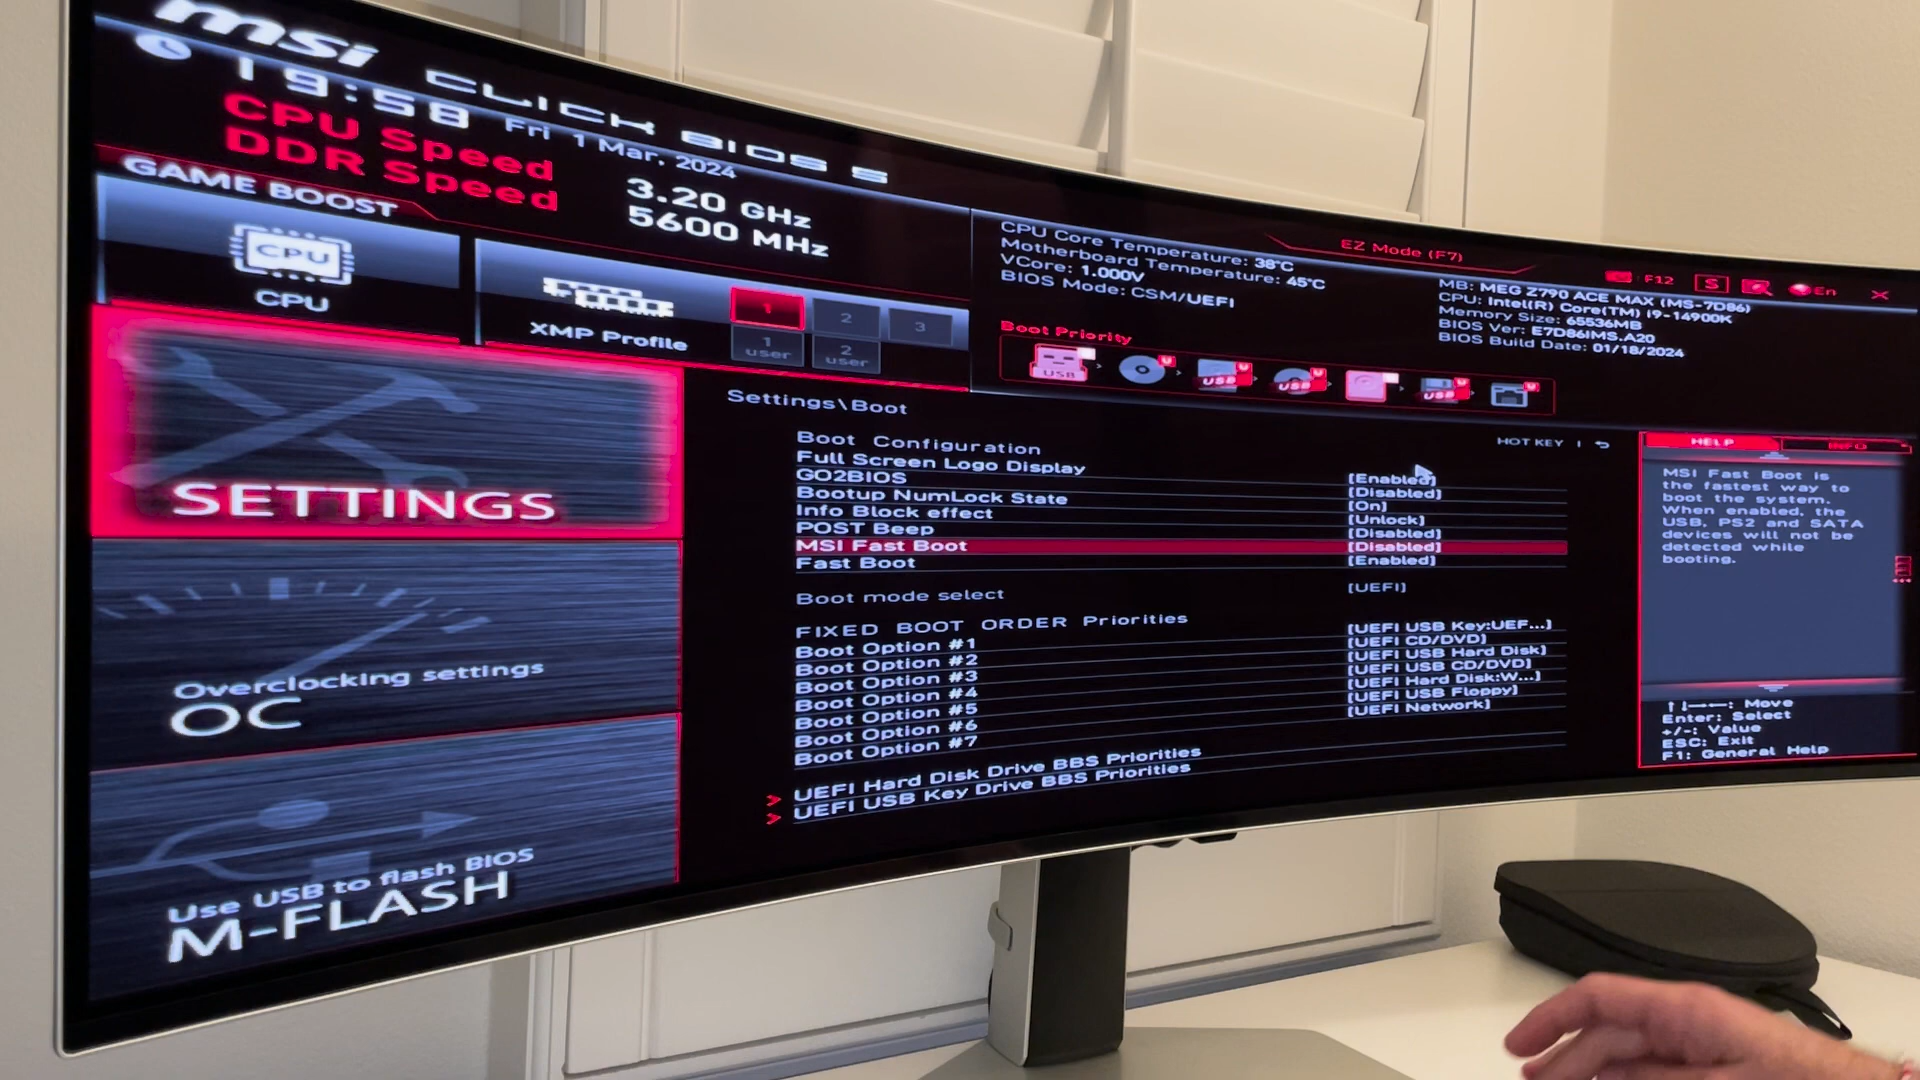 msi CLICK BIOS 5
19:58 Fri 1 Mar. 2024
CPU Speed 3.20 GHz
DDR Speed 5600 MHz
GAME BOOST
CPU
CPU
XMP Profile
1 2 3
1 user 2 user
EZ Mode (F7)
F12 S En X
CPU Core Temperature: 38°C
Motherboard Temperature: 45°C
VCore: 1.000V
BIOS Mode: CSM/UEFI
MB: MEG Z790 ACE MAX (MS-7D86)
CPU: Intel(R) Core(TM) i9-14900K
Memory Size: 65536MB
BIOS Ver: E7D86IMS.A20
BIOS Build Date: 01/18/2024
Boot Priority
USB U USB U USB U USB U U
SETTINGS
Overclocking settings
OC
Use USB to flash BIOS
M-FLASH
Settings\Boot
HOT KEY
Boot Configuration
Full Screen Logo Display [Enabled]
GO2BIOS [Disabled]
Bootup NumLock State [On]
Info Block effect [Unlock]
POST Beep [Disabled]
MSI Fast Boot [Disabled]
Fast Boot [Enabled]
Boot mode select [UEFI]
FIXED BOOT ORDER Priorities
Boot Option #1 [UEFI USB Key:UEF...]
Boot Option #2 [UEFI CD/DVD]
Boot Option #3 [UEFI USB Hard Disk]
Boot Option #4 [UEFI USB CD/DVD]
Boot Option #5 [UEFI Hard Disk:W...]
Boot Option #6 [UEFI USB Floppy]
Boot Option #7 [UEFI Network]
> UEFI Hard Disk Drive BBS Priorities
> UEFI USB Key Drive BBS Priorities
HELP
MSI Fast Boot is
the fastest way to
boot the system.
When enabled, the
USB, PS2 and SATA
devices will not be
detected while
booting.
↑↓→←: Move
Enter: Select
+/-: Value
ESC: Exit
F1: General Help